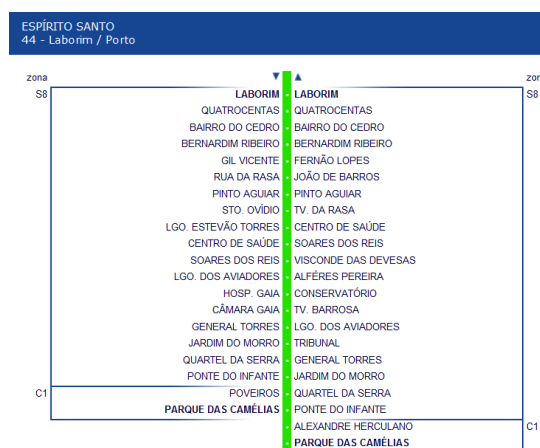 ESPÍRITO SANTO
44 - Laborim / Porto
zona ▼ ▲ zor
S8 LABORIM LABORIM S8
QUATROCENTAS QUATROCENTAS
BAIRRO DO CEDRO BAIRRO DO CEDRO
BERNARDIM RIBEIRO BERNARDIM RIBEIRO
GIL VICENTE FERNÃO LOPES
RUA DA RASA JOÃO DE BARROS
PINTO AGUIAR PINTO AGUIAR
STO. OVÍDIO TV. DA RASA
LGO. ESTEVÃO TORRES CENTRO DE SAÚDE
CENTRO DE SAÚDE SOARES DOS REIS
SOARES DOS REIS VISCONDE DAS DEVESAS
LGO. DOS AVIADORES ALFÉRES PEREIRA
HOSP. GAIA CONSERVATÓRIO
CÂMARA GAIA TV. BARROSA
GENERAL TORRES LGO. DOS AVIADORES
JARDIM DO MORRO TRIBUNAL
QUARTEL DA SERRA GENERAL TORRES
PONTE DO INFANTE JARDIM DO MORRO
C1 POVEIROS QUARTEL DA SERRA
PARQUE DAS CAMÉLIAS PONTE DO INFANTE
ALEXANDRE HERCULANO C1
PARQUE DAS CAMÉLIAS